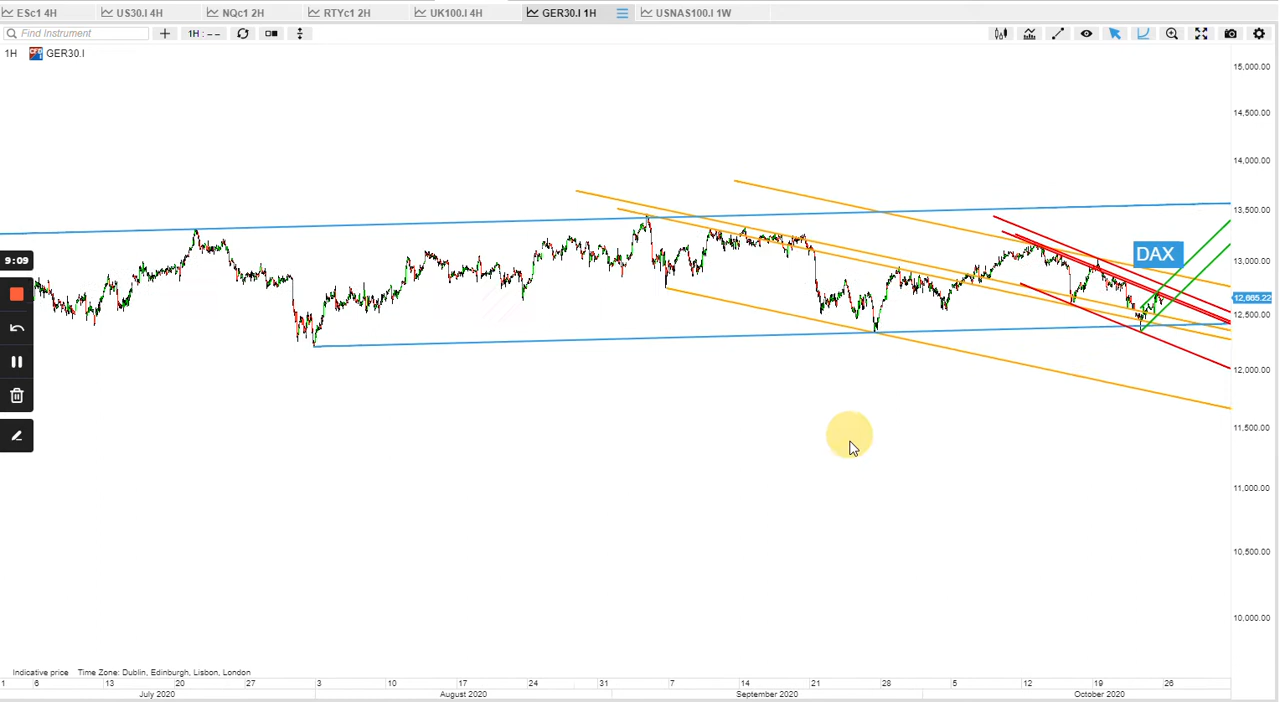 ESc1 4H US30.I 4H NQc1 2H RTYc1 2H UK100.I 4H GER30.I 1H USNAS100.I 1W
Find Instrument 1H : – –
1H GER30.I
15,000.00
14,500.00
14,000.00
13,500.00
DAX
13,000.00
9:09
12,665.22
12,500.00
12,000.00
11,500.00
11,000.00
10,500.00
10,000.00
Indicative price Time Zone: Dublin, Edinburgh, Lisbon, London
1 6 13 20 27 3 10 17 24 31 7 14 21 28 5 12 19 26
July 2020 August 2020 September 2020 October 2020